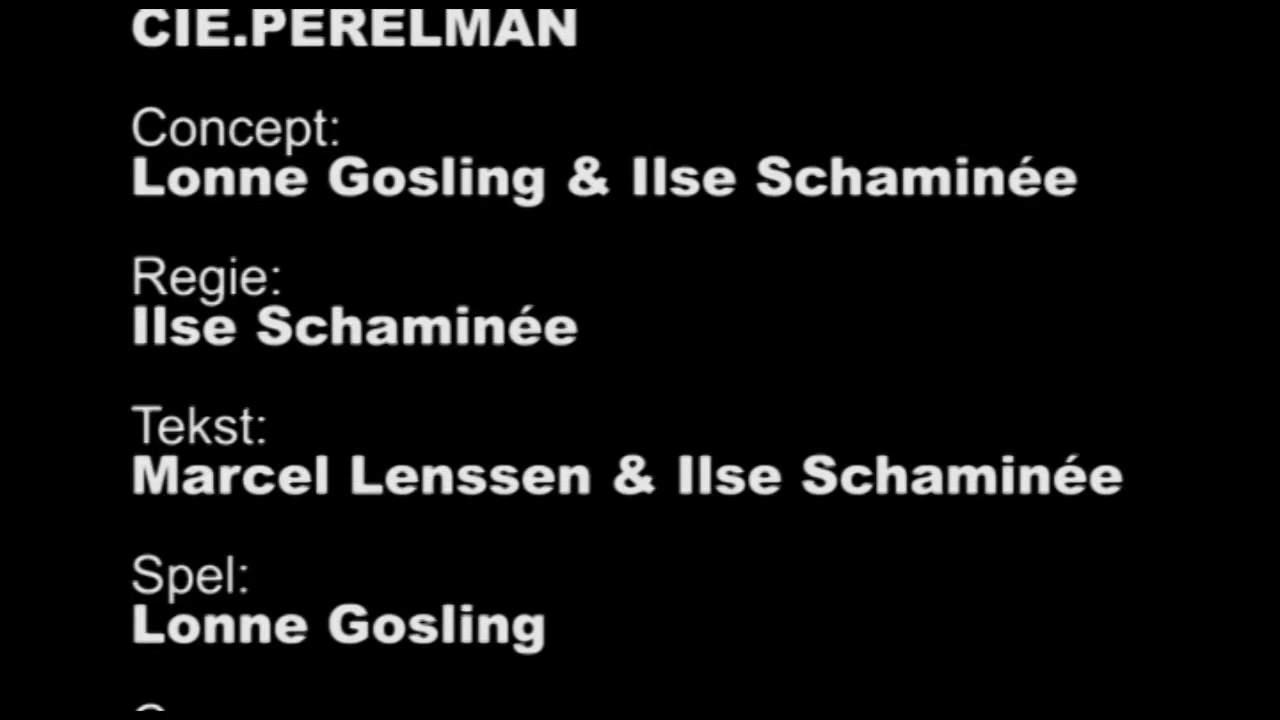 CIE.PERELMAN
Concept:
Lonne Gosling & Ilse Schaminée
Regie:
Ilse Schaminée
Tekst:
Marcel Lenssen & Ilse Schaminée
Spel:
Lonne Gosling